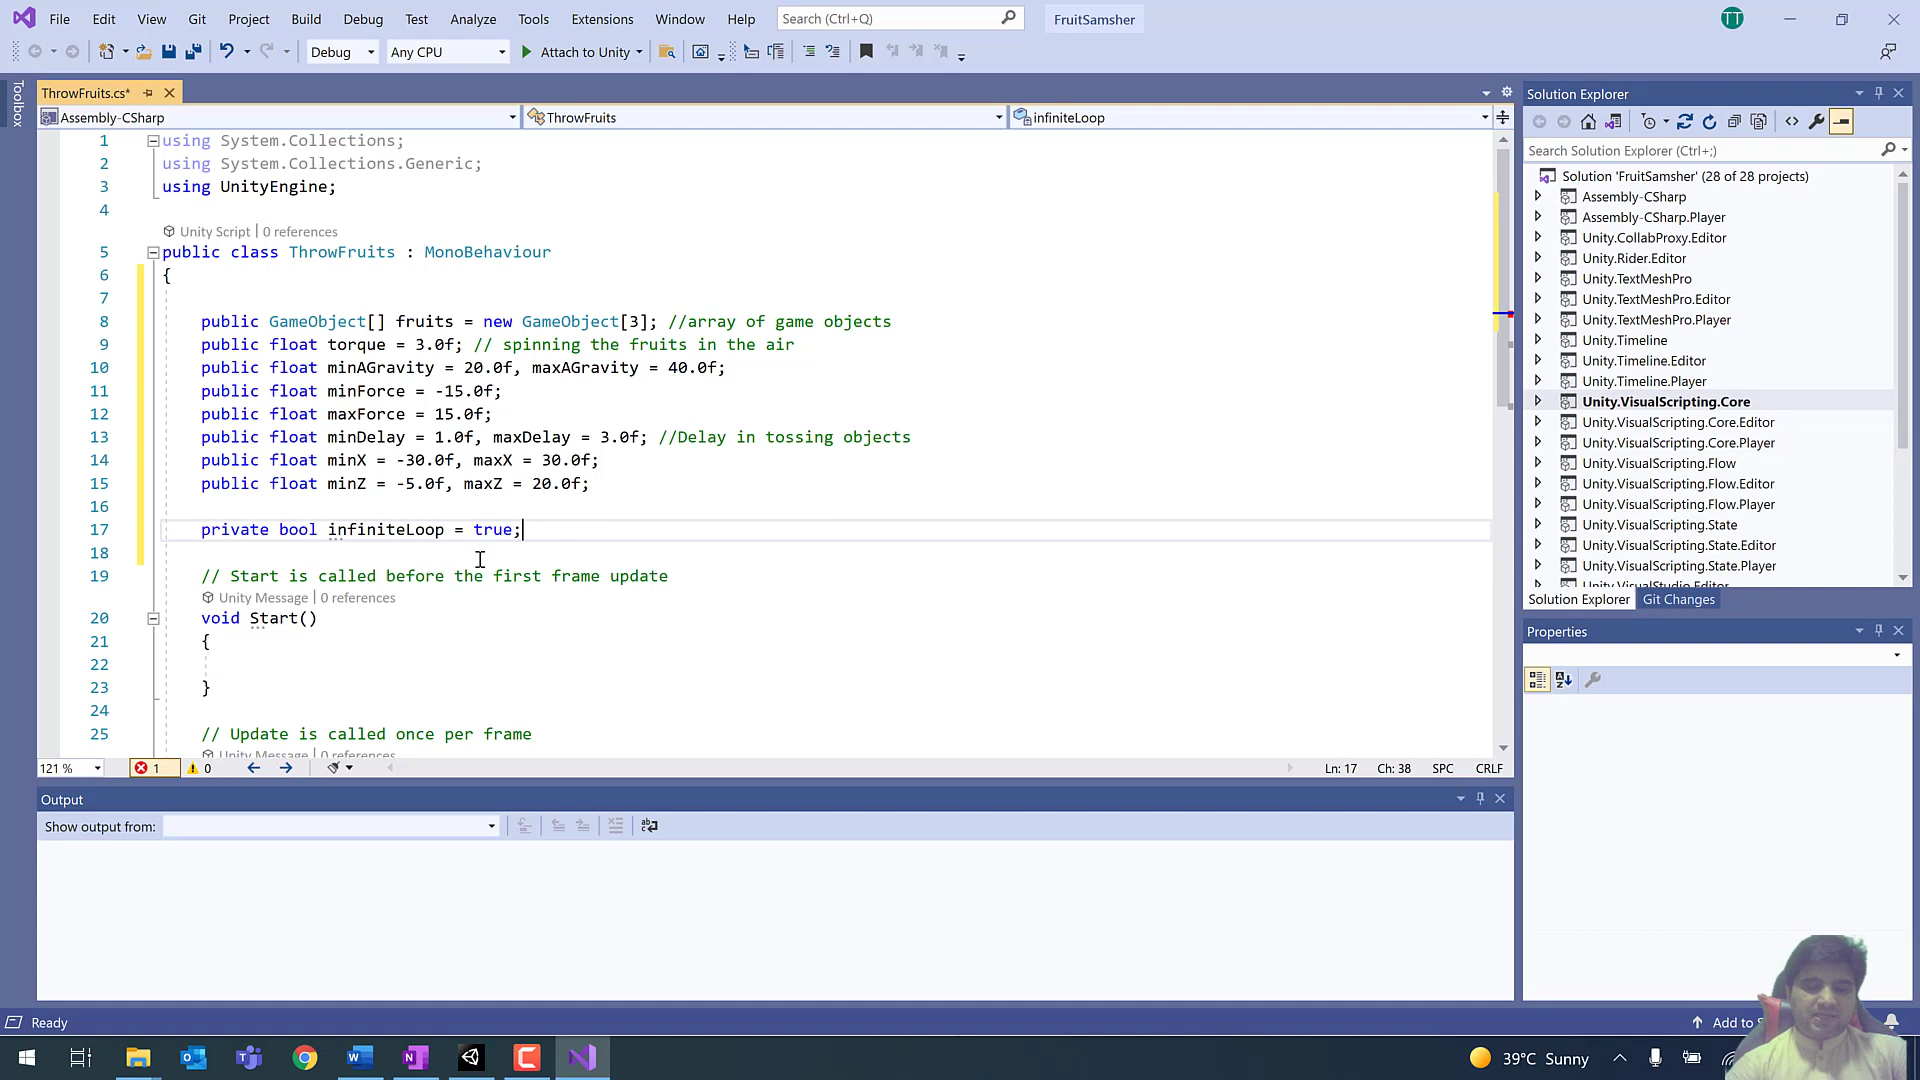 File Edit View Git Project Build Debug Test Analyze Tools Extensions Window Help Search (Ctrl+Q) FruitSamsher TT
Debug Any CPU Attach to Unity
Toolbox
ThrowFruits.cs*
Assembly-CSharp ThrowFruits infiniteLoop
1 using System.Collections;
2 using System.Collections.Generic;
3 using UnityEngine;
4
Unity Script | 0 references
5 public class ThrowFruits : MonoBehaviour
6 {
7
8 public GameObject[] fruits = new GameObject[3]; //array of game objects
9 public float torque = 3.0f; // spinning the fruits in the air
10 public float minAGravity = 20.0f, maxAGravity = 40.0f;
11 public float minForce = -15.0f;
12 public float maxForce = 15.0f;
13 public float minDelay = 1.0f, maxDelay = 3.0f; //Delay in tossing objects
14 public float minX = -30.0f, maxX = 30.0f;
15 public float minZ = -5.0f, maxZ = 20.0f;
16
17 private bool infiniteLoop = true;
18
19 // Start is called before the first frame update
Unity Message | 0 references
20 void Start()
21 {
22
23 }
24
25 // Update is called once per frame
Unity Message | 0 references
121 % 1 0 Ln: 17 Ch: 38 SPC CRLF
Output
Show output from:
Solution Explorer
Search Solution Explorer (Ctrl+;)
Solution 'FruitSamsher' (28 of 28 projects)
Assembly-CSharp
Assembly-CSharp.Player
Unity.CollabProxy.Editor
Unity.Rider.Editor
Unity.TextMeshPro
Unity.TextMeshPro.Editor
Unity.TextMeshPro.Player
Unity.Timeline
Unity.Timeline.Editor
Unity.Timeline.Player
Unity.VisualScripting.Core
Unity.VisualScripting.Core.Editor
Unity.VisualScripting.Core.Player
Unity.VisualScripting.Flow
Unity.VisualScripting.Flow.Editor
Unity.VisualScripting.Flow.Player
Unity.VisualScripting.State
Unity.VisualScripting.State.Editor
Unity.VisualScripting.State.Player
Unity.VisualStudio.Editor
Solution Explorer Git Changes
Properties
Ready Add to S
39°C Sunny